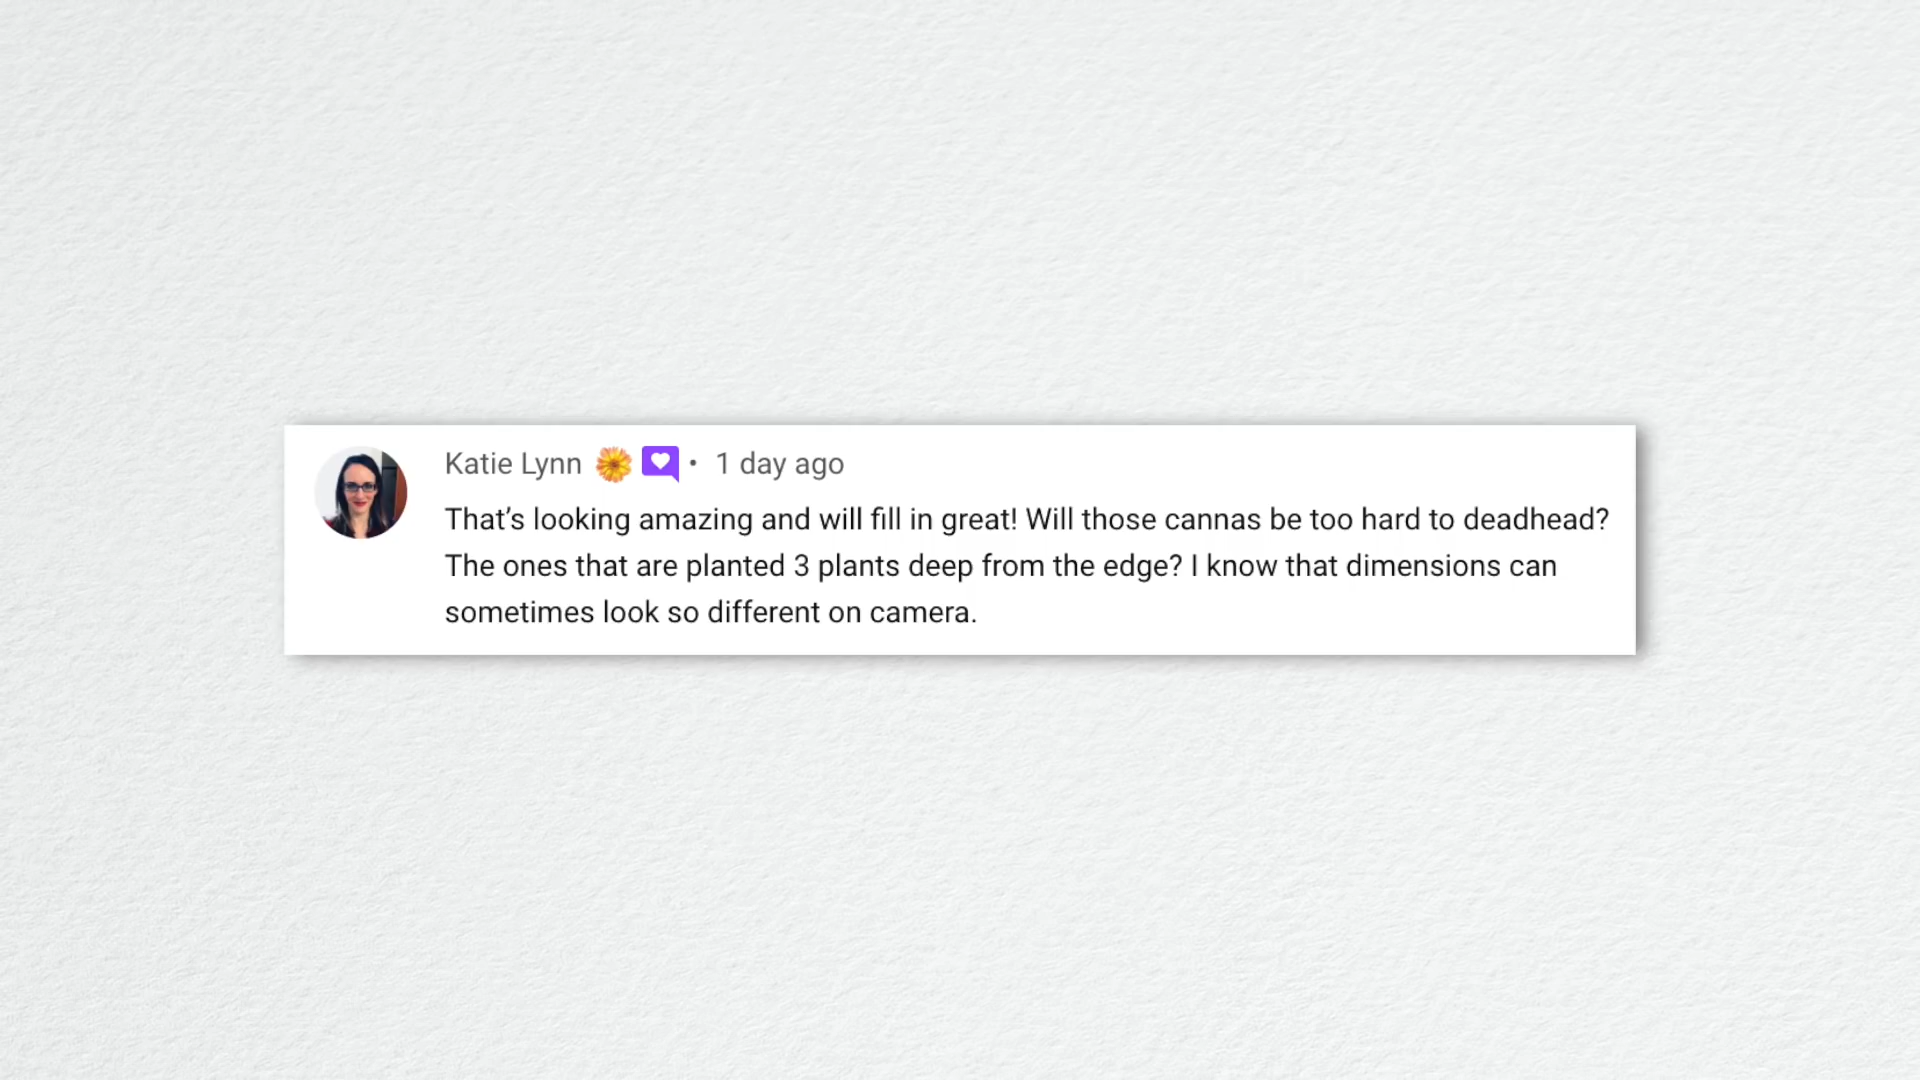 Katie Lynn • 1 day ago
That’s looking amazing and will fill in great! Will those cannas be too hard to deadhead?
The ones that are planted 3 plants deep from the edge? I know that dimensions can
sometimes look so different on camera.